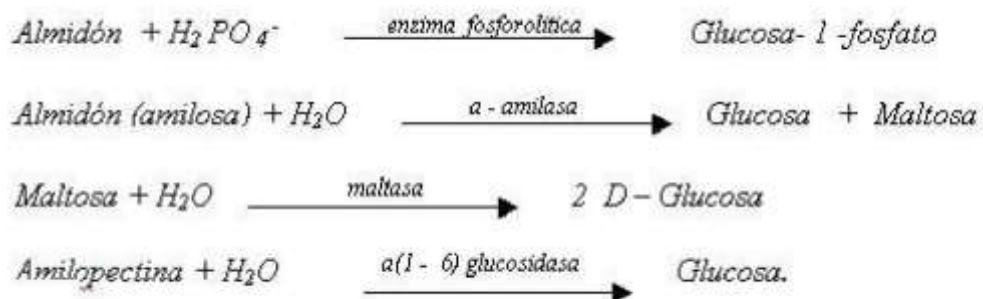 Almidón + H₂PO₄⁻ enzima fosforolítica Glucosa- 1 -fosfato
Almidón (amilosa) + H₂O a - amilasa Glucosa + Maltosa
Maltosa + H₂O maltasa 2 D – Glucosa
Amilopectina + H₂O a(1 - 6) glucosidasa Glucosa.